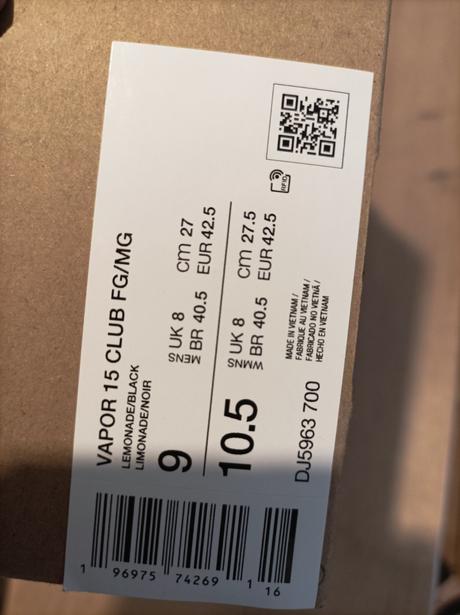 VAPOR 15 CLUB FG/MG
LEMONADE/BLACK
LIMONADE/NOIR
9
MENS
UK 8 cm 27
BR 40.5 EUR 42.5
10.5
WMNS
UK 8 cm 27.5
BR 40.5 EUR 42.5
DJ5963 700
MADE IN VIETNAM /
FABRIQUE AU VIETNAM /
FABRICADO NO VIETNÃ /
HECHO EN VIETNAM
RFID
1 96975 74269 1 16